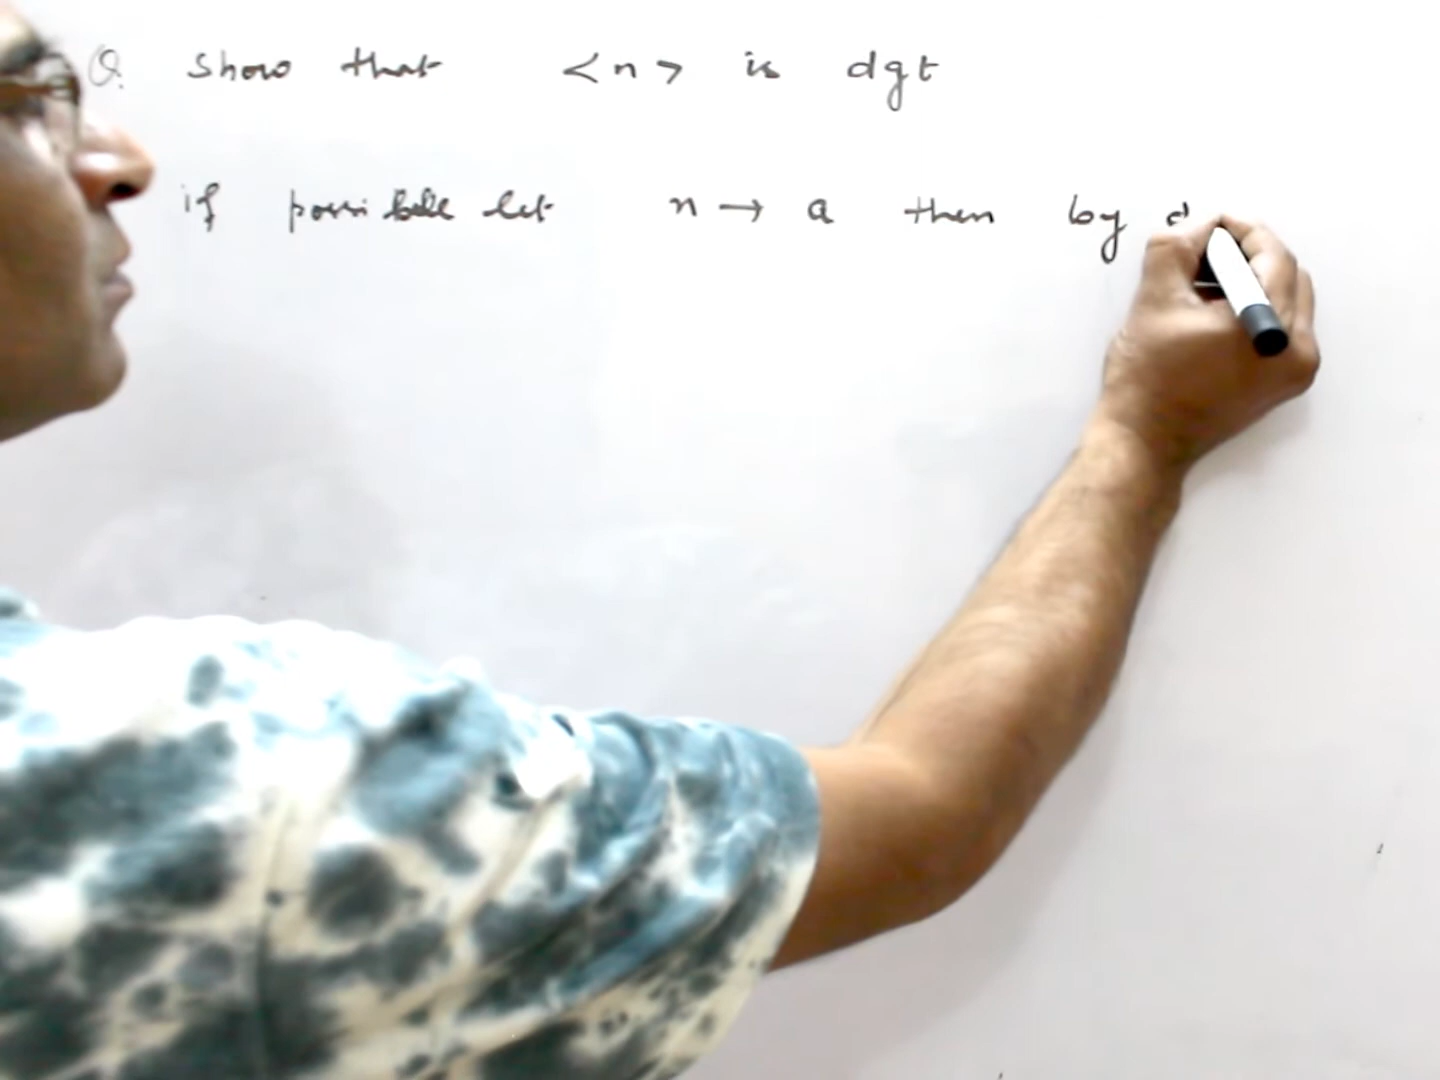 Q. Show that <n> is dgt
if possible let n → a then by d